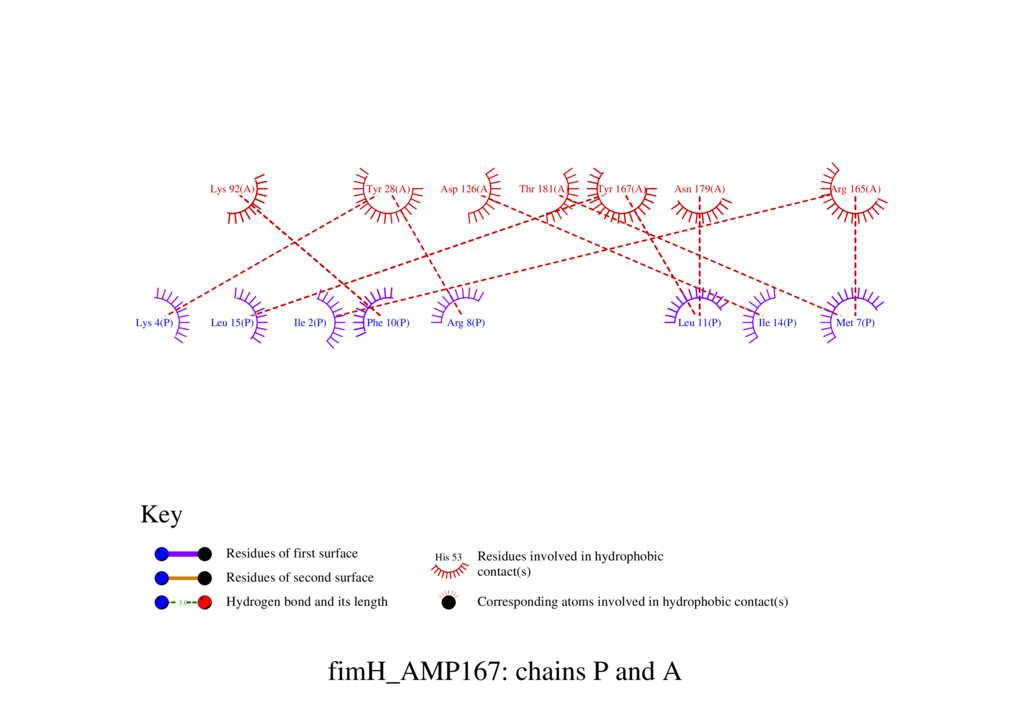 Lys 92(A) Tyr 28(A) Asp 126(A Thr 181(A) Tyr 167(A) Asn 179(A) Arg 165(A)
Lys 4(P) Leu 15(P) Ile 2(P) Phe 10(P) Arg 8(P) Leu 11(P) Ile 14(P) Met 7(P)
Key
Residues of first surface
Residues of second surface
3.0
Hydrogen bond and its length
His 53
Residues involved in hydrophobic
contact(s)
Corresponding atoms involved in hydrophobic contact(s)
fimH_AMP167: chains P and A